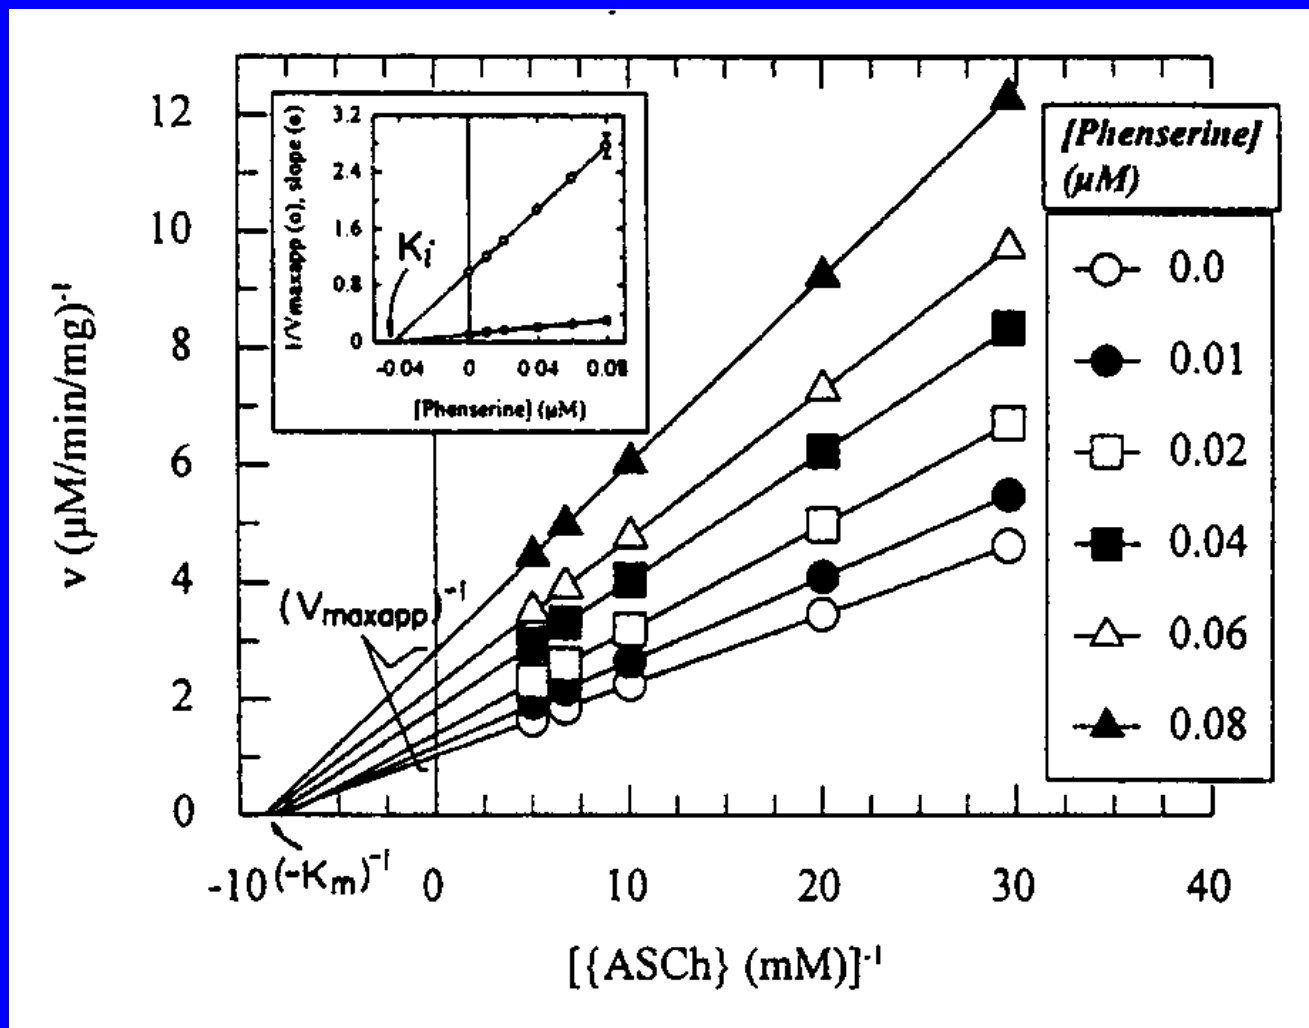 12
10
8
6
4
2
0
v (µM/min/mg)⁻¹
3.2
2.4
1.6
0.8
0
1/Vmaxapp (o), slope (•)
Kᵢ
-0.04 0 0.04 0.08
[Phenserine] (µM)
(Vmaxapp)⁻¹
(-Km)⁻¹
-10 0 10 20 30 40
[{ASCh} (mM)]⁻¹
[Phenserine]
(µM)
0.0
0.01
0.02
0.04
0.06
0.08